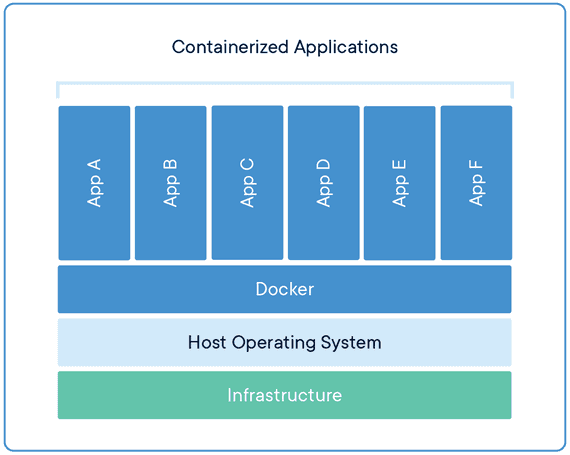 Containerized Applications
App A
App B
App C
App D
App E
App F
Docker
Host Operating System
Infrastructure